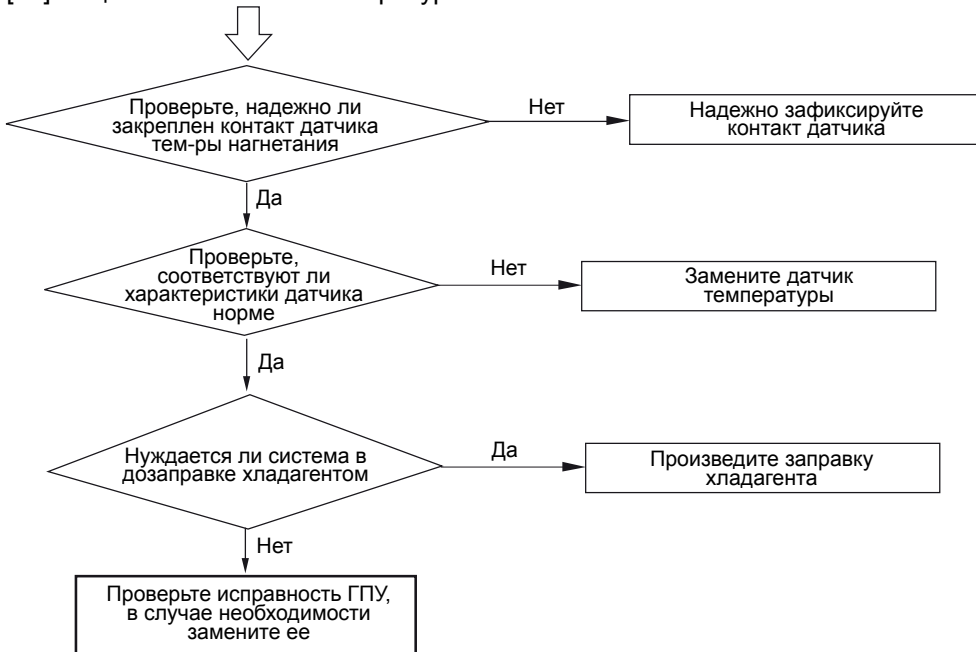 Проверьте, надежно ли
закреплен контакт датчика
тем-ры нагнетания
Нет
Надежно зафиксируйте
контакт датчика
Да
Проверьте,
соответствуют ли
характеристики датчика
норме
Нет
Замените датчик
температуры
Да
Нуждается ли система в
дозаправке хладагентом
Да
Произведите заправку
хладагента
Нет
Проверьте исправность ГПУ,
в случае необходимости
замените ее